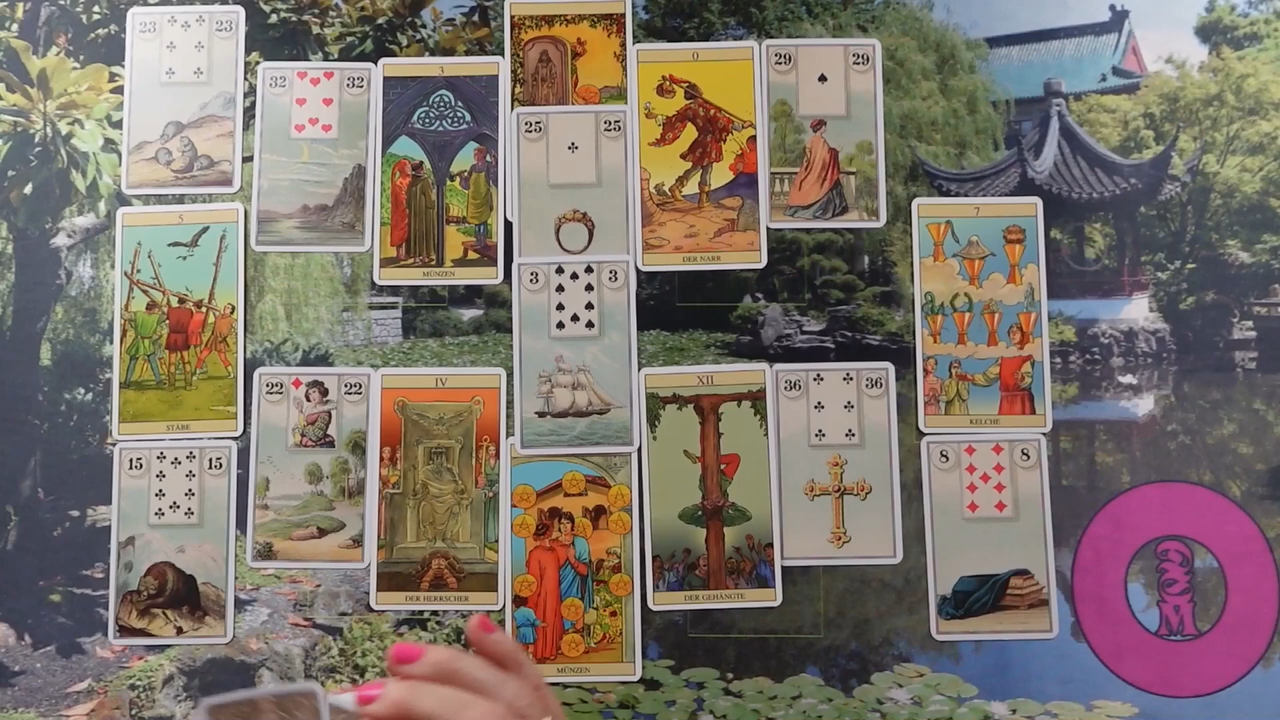 23 23
32 32
3
MÜNZEN
25 25
0
DER NARR
29 29
5
STÄBE
3 3
7
KELCHE
22 22
IV
DER HERRSCHER
XII
DER GEHÄNGTE
36 36
15 15
MÜNZEN
8 8